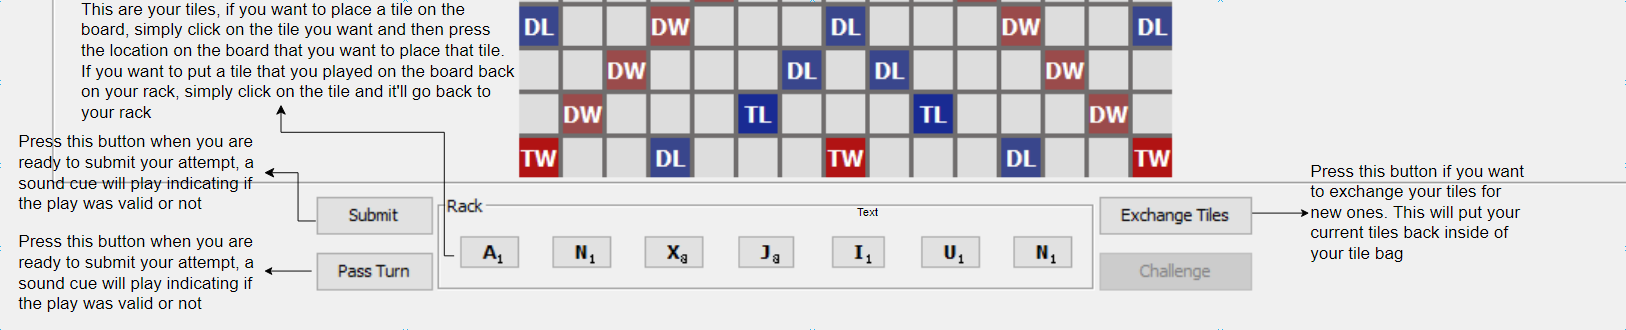 This are your tiles, if you want to place a tile on the
board, simply click on the tile you want and then press
the location on the board that you want to place that tile.
If you want to put a tile that you played on the board back
on your rack, simply click on the tile and it'll go back to
your rack
DL DW DL DW DL
DW DL DL DW
DW TL TL DW
TW DL TW DL TW
Press this button when you are
ready to submit your attempt, a
sound cue will play indicating if
the play was valid or not
Press this button when you are
ready to submit your attempt, a
sound cue will play indicating if
the play was valid or not
Submit
Pass Turn
Rack
Text
A1 N1 X8 J8 I1 U1 N1
Exchange Tiles
Challenge
Press this button if you want
to exchange your tiles for
new ones. This will put your
current tiles back inside of
your tile bag